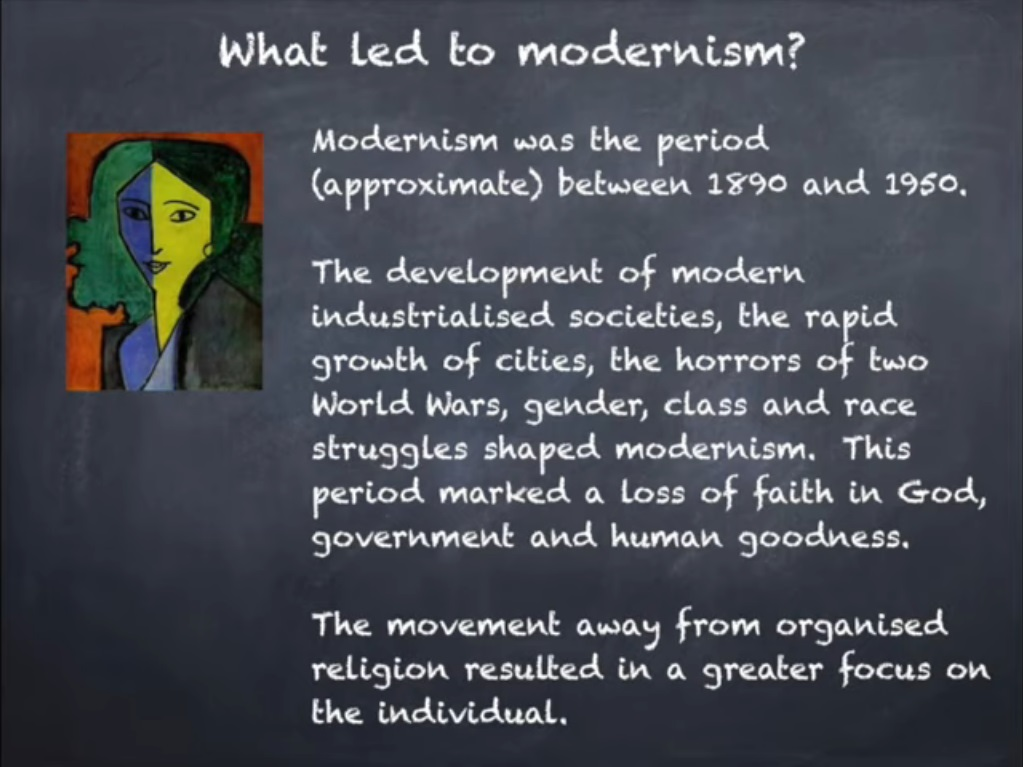 What led to modernism?
Modernism was the period
(approximate) between 1890 and 1950.
The development of modern
industrialised societies, the rapid
growth of cities, the horrors of two
World Wars, gender, class and race
struggles shaped modernism. This
period marked a loss of faith in God,
government and human goodness.
The movement away from organised
religion resulted in a greater focus on
the individual.